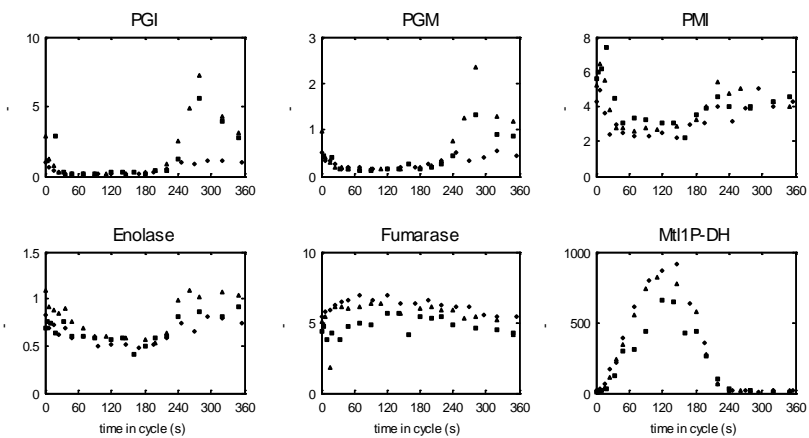 PGI PGM PMI
10 3 8
6
2
5 4
1
2
0 0 0
0 60 120 180 240 300 360 0 60 120 180 240 300 360 0 60 120 180 240 300 360
Enolase Fumarase Mtl1P-DH
1.5 10 1000
1
5 500
0.5
0 0 0
0 60 120 180 240 300 360 0 60 120 180 240 300 360 0 60 120 180 240 300 360
time in cycle (s) time in cycle (s) time in cycle (s)